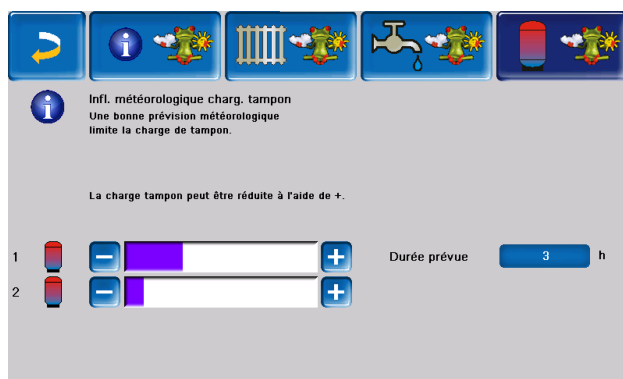 Infl. météorologique charg. tampon
Une bonne prévision météorologique
limite la charge de tampon.
La charge tampon peut être réduite à l'aide de +.
1
Durée prévue 3 h
2